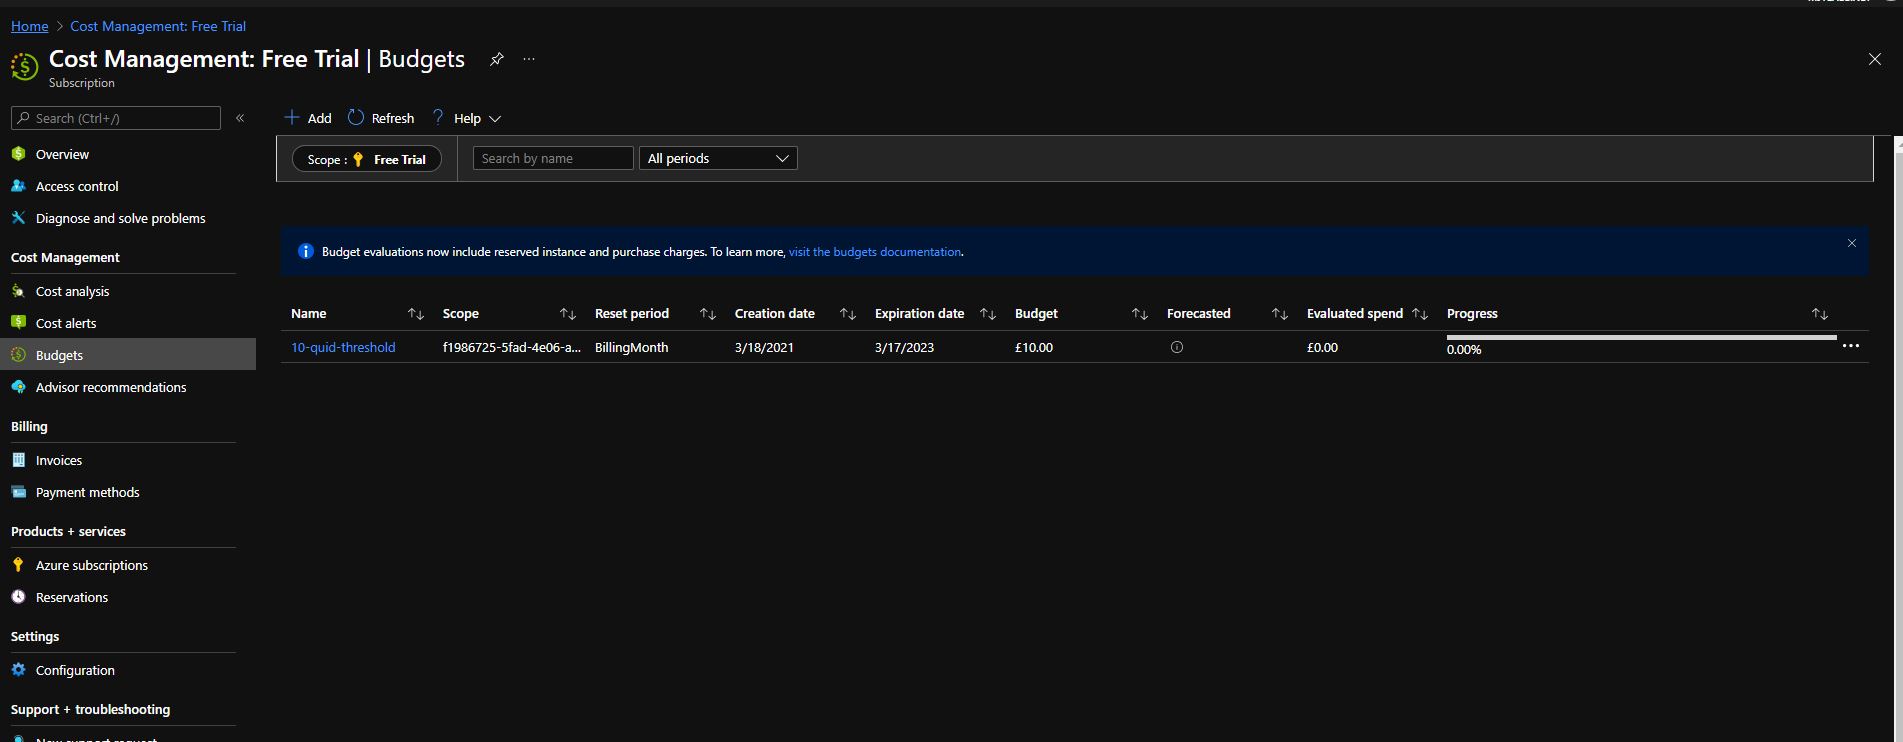 Home > Cost Management: Free Trial
Cost Management: Free Trial | Budgets
Subscription
Search (Ctrl+/)
Overview
Access control
Diagnose and solve problems
Cost Management
Cost analysis
Cost alerts
Budgets
Advisor recommendations
Billing
Invoices
Payment methods
Products + services
Azure subscriptions
Reservations
Settings
Configuration
Support + troubleshooting
New support request
Add Refresh Help
Scope : Free Trial Search by name All periods
Budget evaluations now include reserved instance and purchase charges. To learn more, visit the budgets documentation.
Name Scope Reset period Creation date Expiration date Budget Forecasted Evaluated spend Progress
10-quid-threshold f1986725-5fad-4e06-a... BillingMonth 3/18/2021 3/17/2023 £10.00 £0.00 0.00%